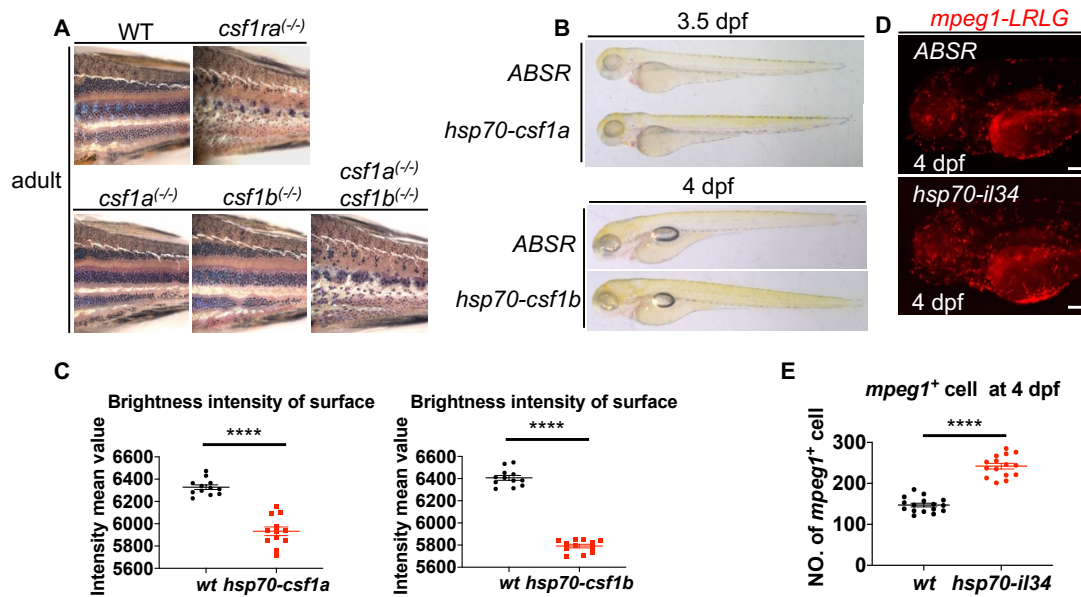 A
WT
csf1ra(-/-)
adult
csf1a(-/-)
csf1b(-/-)
csf1a(-/-)
csf1b(-/-)
B
3.5 dpf
ABSR
hsp70-csf1a
4 dpf
ABSR
hsp70-csf1b
D
mpeg1-LRLG
ABSR
4 dpf
hsp70-il34
4 dpf
C
Brightness intensity of surface
****
Intensity mean value
6600
6400
6200
6000
5800
5600
wt hsp70-csf1a
Brightness intensity of surface
****
Intensity mean value
6600
6400
6200
6000
5800
5600
wt hsp70-csf1b
E
mpeg1+ cell at 4 dpf
****
NO. of mpeg1+ cell
300
200
100
0
wt hsp70-il34